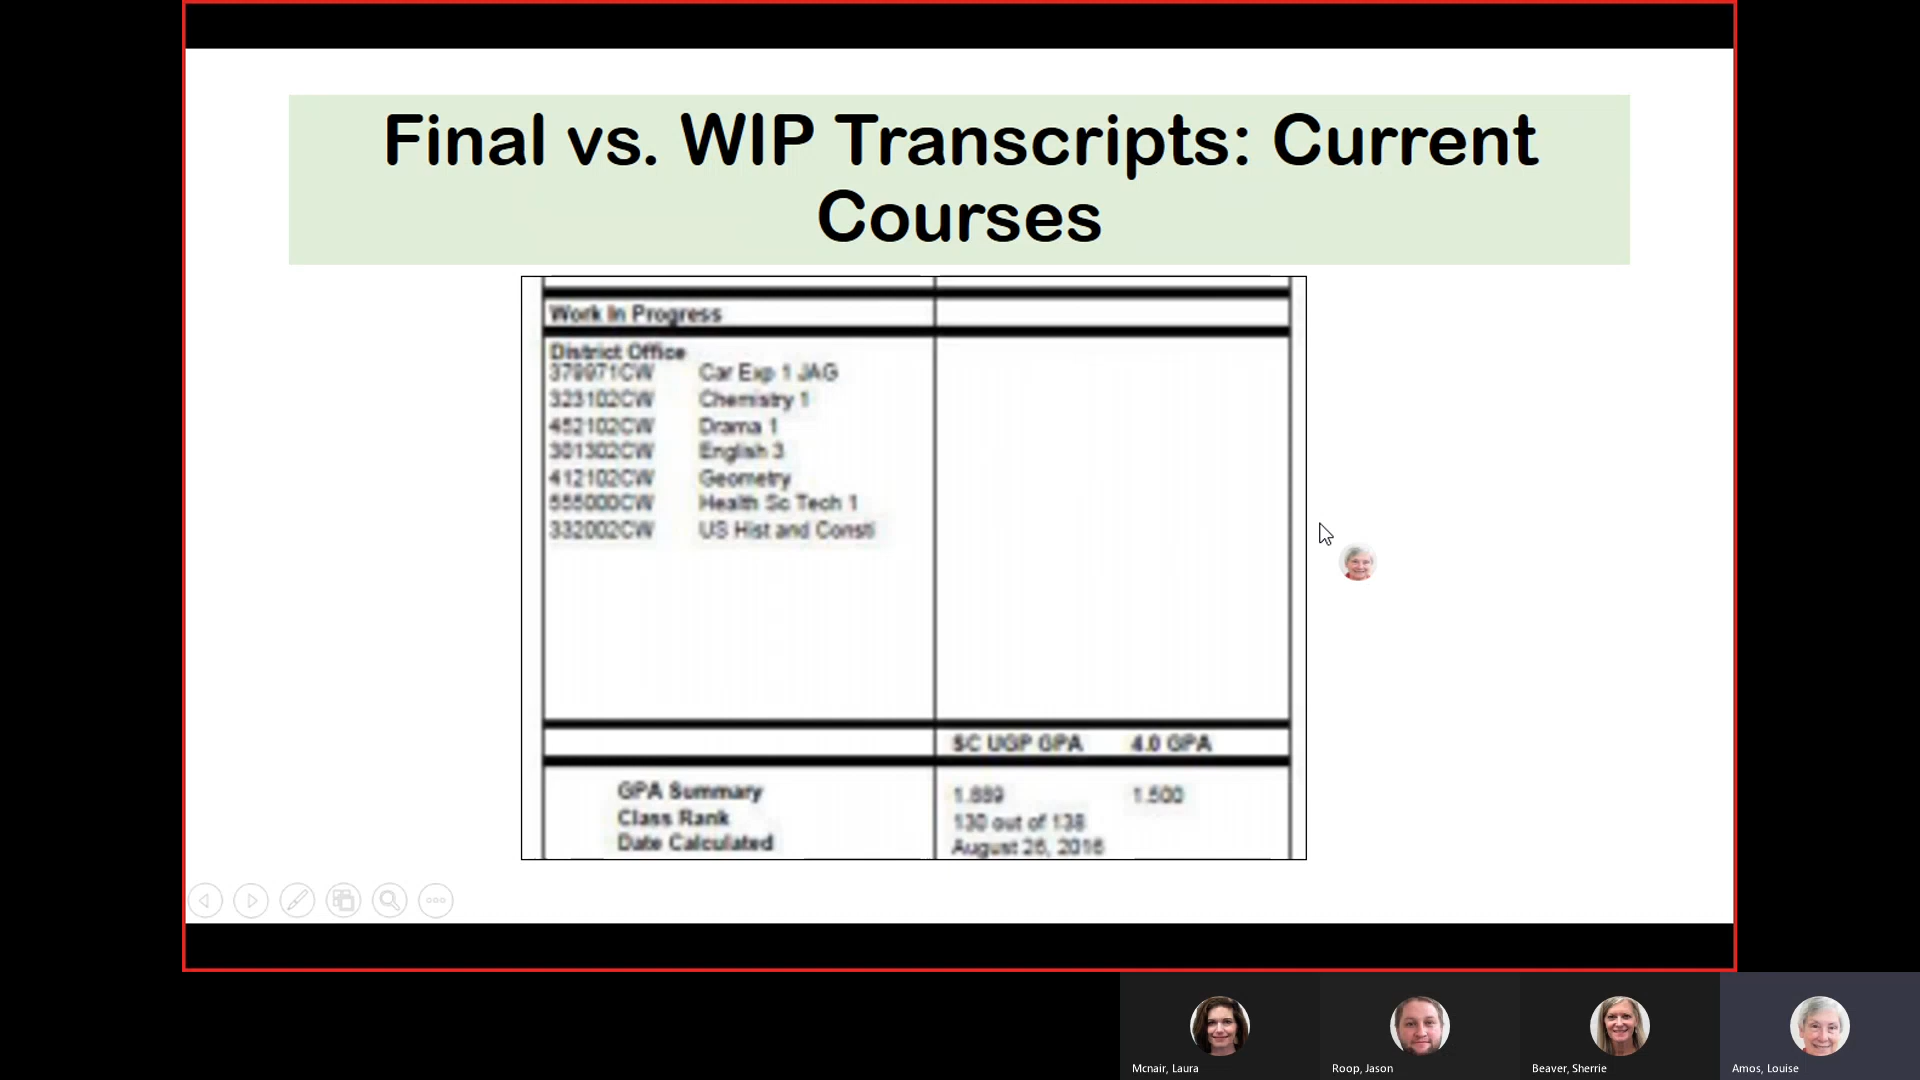 Final vs. WIP Transcripts: Current
Courses
Work In Progress
District Office
379971CW Car Exp 1 JAG
323102CW Chemistry 1
452102CW Drama 1
301302CW English 3
412102CW Geometry
555000CW Health Sc Tech 1
332002CW US Hist and Consti
SC UGP GPA 4.0 GPA
GPA Summary 1.889 1.500
Class Rank 130 out of 138
Date Calculated August 26, 2016
Mcnair, Laura
Roop, Jason
Beaver, Sherrie
Amos, Louise